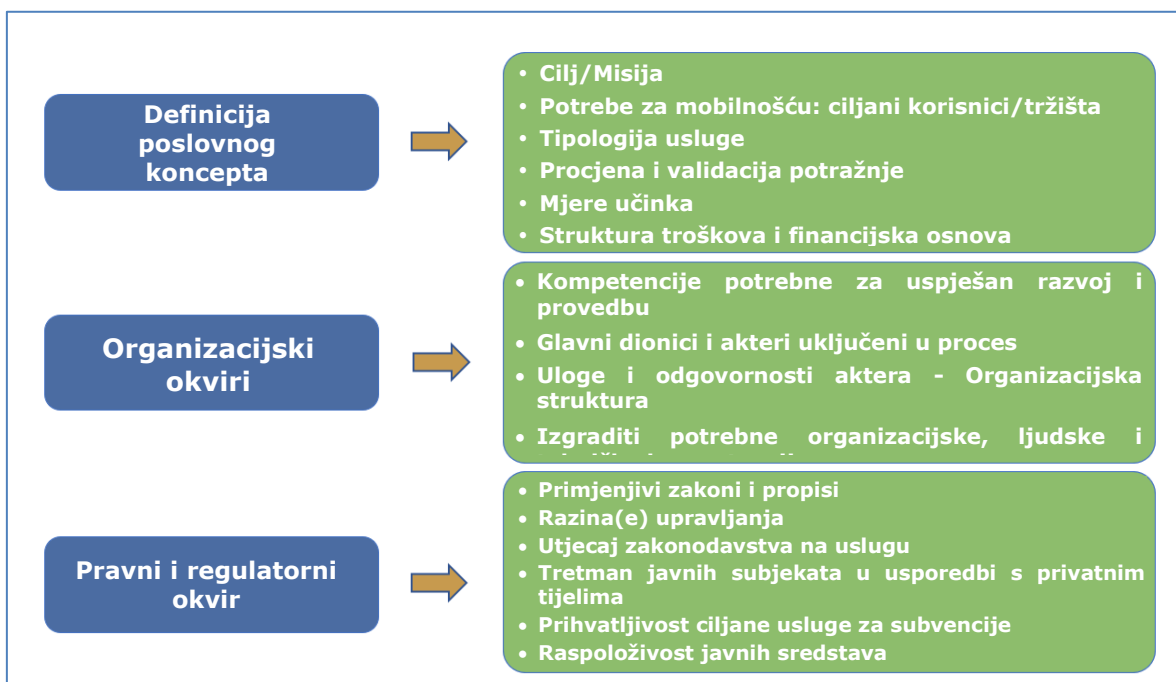 Definicija
poslovnog
koncepta
• Cilj/Misija
• Potrebe za mobilnošću: ciljani korisnici/tržišta
• Tipologija usluge
• Procjena i validacija potražnje
• Mjere učinka
• Struktura troškova i financijska osnova
Organizacijski
okviri
• Kompetencije potrebne za uspješan razvoj i
provedbu
• Glavni dionici i akteri uključeni u proces
• Uloge i odgovornosti aktera - Organizacijska
struktura
• Izgraditi potrebne organizacijske, ljudske i
Pravni i regulatorni
okvir
• Primjenjivi zakoni i propisi
• Razina(e) upravljanja
• Utjecaj zakonodavstva na uslugu
• Tretman javnih subjekata u usporedbi s privatnim
tijelima
• Prihvatljivost ciljane usluge za subvencije
• Raspoloživost javnih sredstava